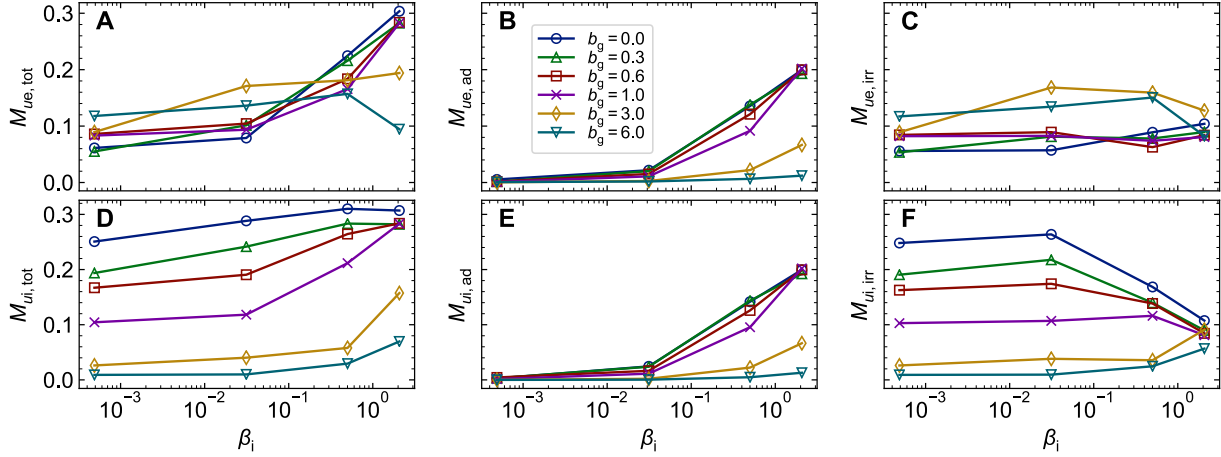 A
B
C
M_ue,tot
0.3
0.2
0.1
0.0
M_ue,ad
b_g = 0.0
b_g = 0.3
b_g = 0.6
b_g = 1.0
b_g = 3.0
b_g = 6.0
M_ue,irr
D
E
F
M_ui,tot
0.3
0.2
0.1
0.0
M_ui,ad
M_ui,irr
10^−3 10^−2 10^−1 10^0
10^−3 10^−2 10^−1 10^0
10^−3 10^−2 10^−1 10^0
β_i
β_i
β_i